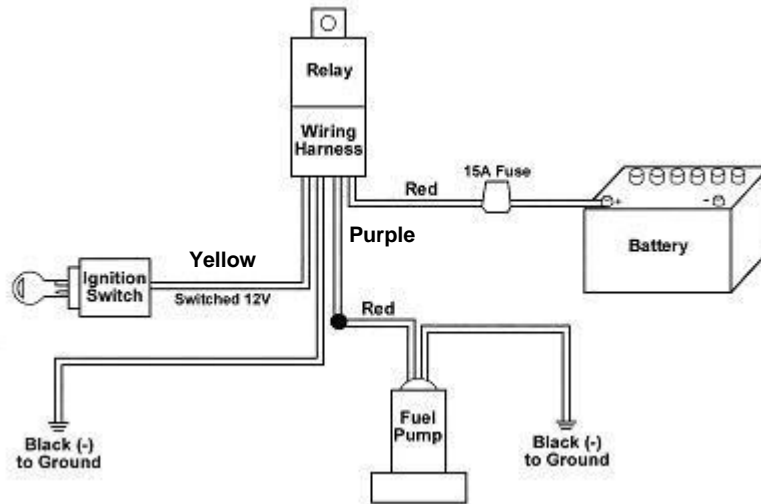 Relay
Wiring
Harness
15A Fuse
Red
+
-
Battery
Purple
Yellow
Ignition
Switch
Switched 12V
Red
Fuel
Pump
Black (-)
to Ground
Black (-)
to Ground